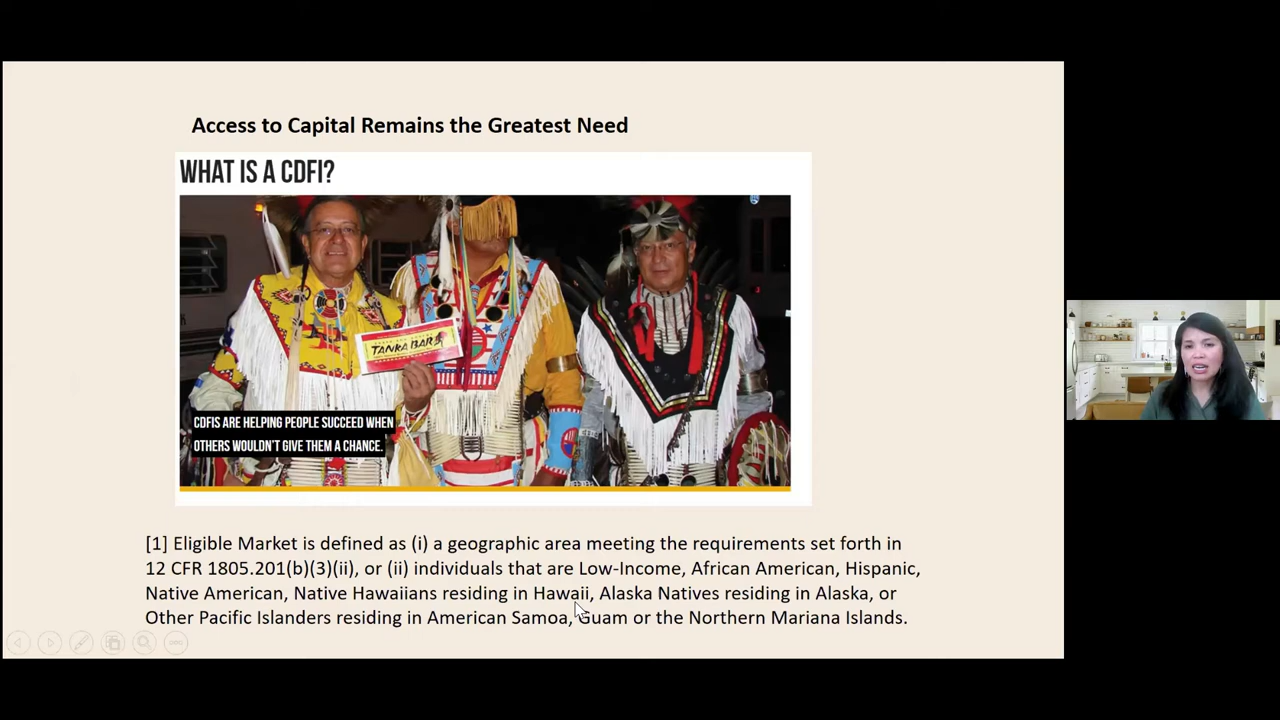 Access to Capital Remains the Greatest Need
WHAT IS A CDFI?
TANKA BAR
CDFIS ARE HELPING PEOPLE SUCCEED WHEN
OTHERS WOULDN'T GIVE THEM A CHANCE.
[1] Eligible Market is defined as (i) a geographic area meeting the requirements set forth in
12 CFR 1805.201(b)(3)(ii), or (ii) individuals that are Low-Income, African American, Hispanic,
Native American, Native Hawaiians residing in Hawaii, Alaska Natives residing in Alaska, or
Other Pacific Islanders residing in American Samoa, Guam or the Northern Mariana Islands.